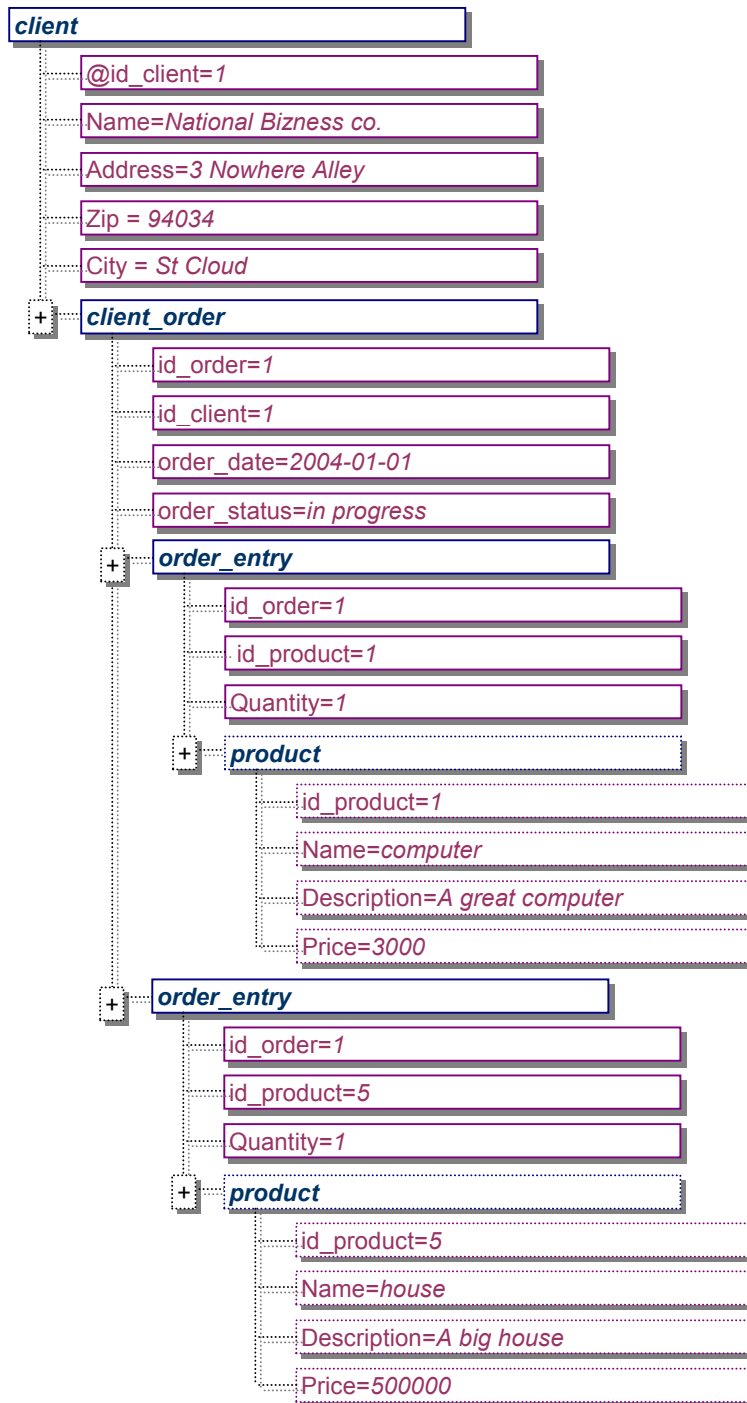 client
@id_client=1
Name=National Bizness co.
Address=3 Nowhere Alley
Zip = 94034
City = St Cloud
+ client_order
id_order=1
id_client=1
order_date=2004-01-01
order_status=in progress
+ order_entry
id_order=1
id_product=1
Quantity=1
+ product
id_product=1
Name=computer
Description=A great computer
Price=3000
+ order_entry
id_order=1
id_product=5
Quantity=1
+ product
id_product=5
Name=house
Description=A big house
Price=500000